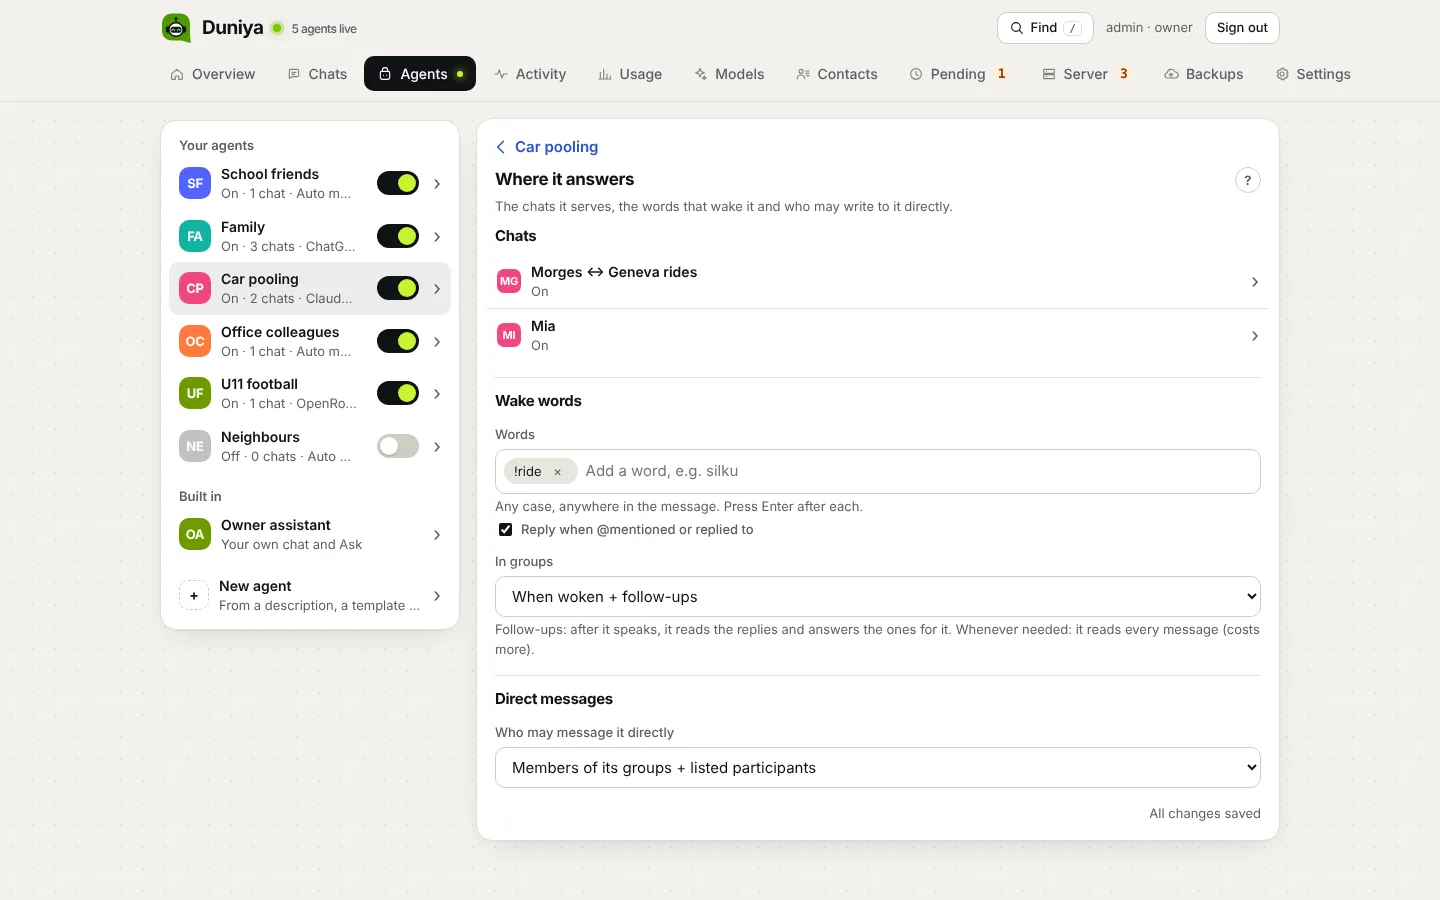 Duniya
5 agents live
Find /
admin · owner
Sign out
Overview
Chats
Agents
Activity
Usage
Models
Contacts
Pending 1
Server 3
Backups
Settings
Your agents
SF
School friends
On · 1 chat · Auto m...
FA
Family
On · 3 chats · ChatG...
CP
Car pooling
On · 2 chats · Claud...
OC
Office colleagues
On · 1 chat · Auto m...
UF
U11 football
On · 1 chat · OpenRo...
NE
Neighbours
Off · 0 chats · Auto ...
Built in
OA
Owner assistant
Your own chat and Ask
+
New agent
From a description, a template ...
Car pooling
Where it answers
?
The chats it serves, the words that wake it and who may write to it directly.
Chats
MG
Morges ↔ Geneva rides
On
MI
Mia
On
Wake words
Words
!ride × Add a word, e.g. silku
Any case, anywhere in the message. Press Enter after each.
Reply when @mentioned or replied to
In groups
When woken + follow-ups
Follow-ups: after it speaks, it reads the replies and answers the ones for it. Whenever needed: it reads every message (costs
more).
Direct messages
Who may message it directly
Members of its groups + listed participants
All changes saved